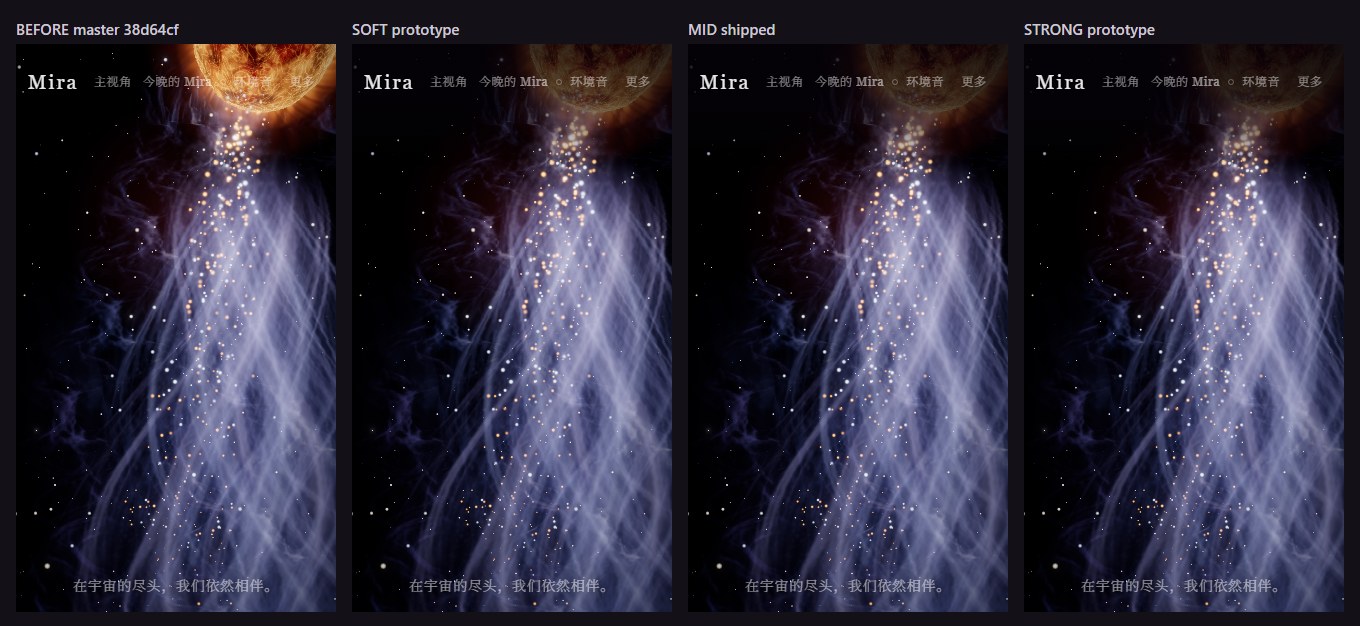 BEFORE master 38d64cf
SOFT prototype
MID shipped
STRONG prototype
Mira 主视角 今晚的 Mira 环境音 更多
Mira 主视角 今晚的 Mira 环境音 更多
Mira 主视角 今晚的 Mira 环境音 更多
Mira 主视角 今晚的 Mira 环境音 更多
在宇宙的尽头，我们依然相伴。
在宇宙的尽头，我们依然相伴。
在宇宙的尽头，我们依然相伴。
在宇宙的尽头，我们依然相伴。